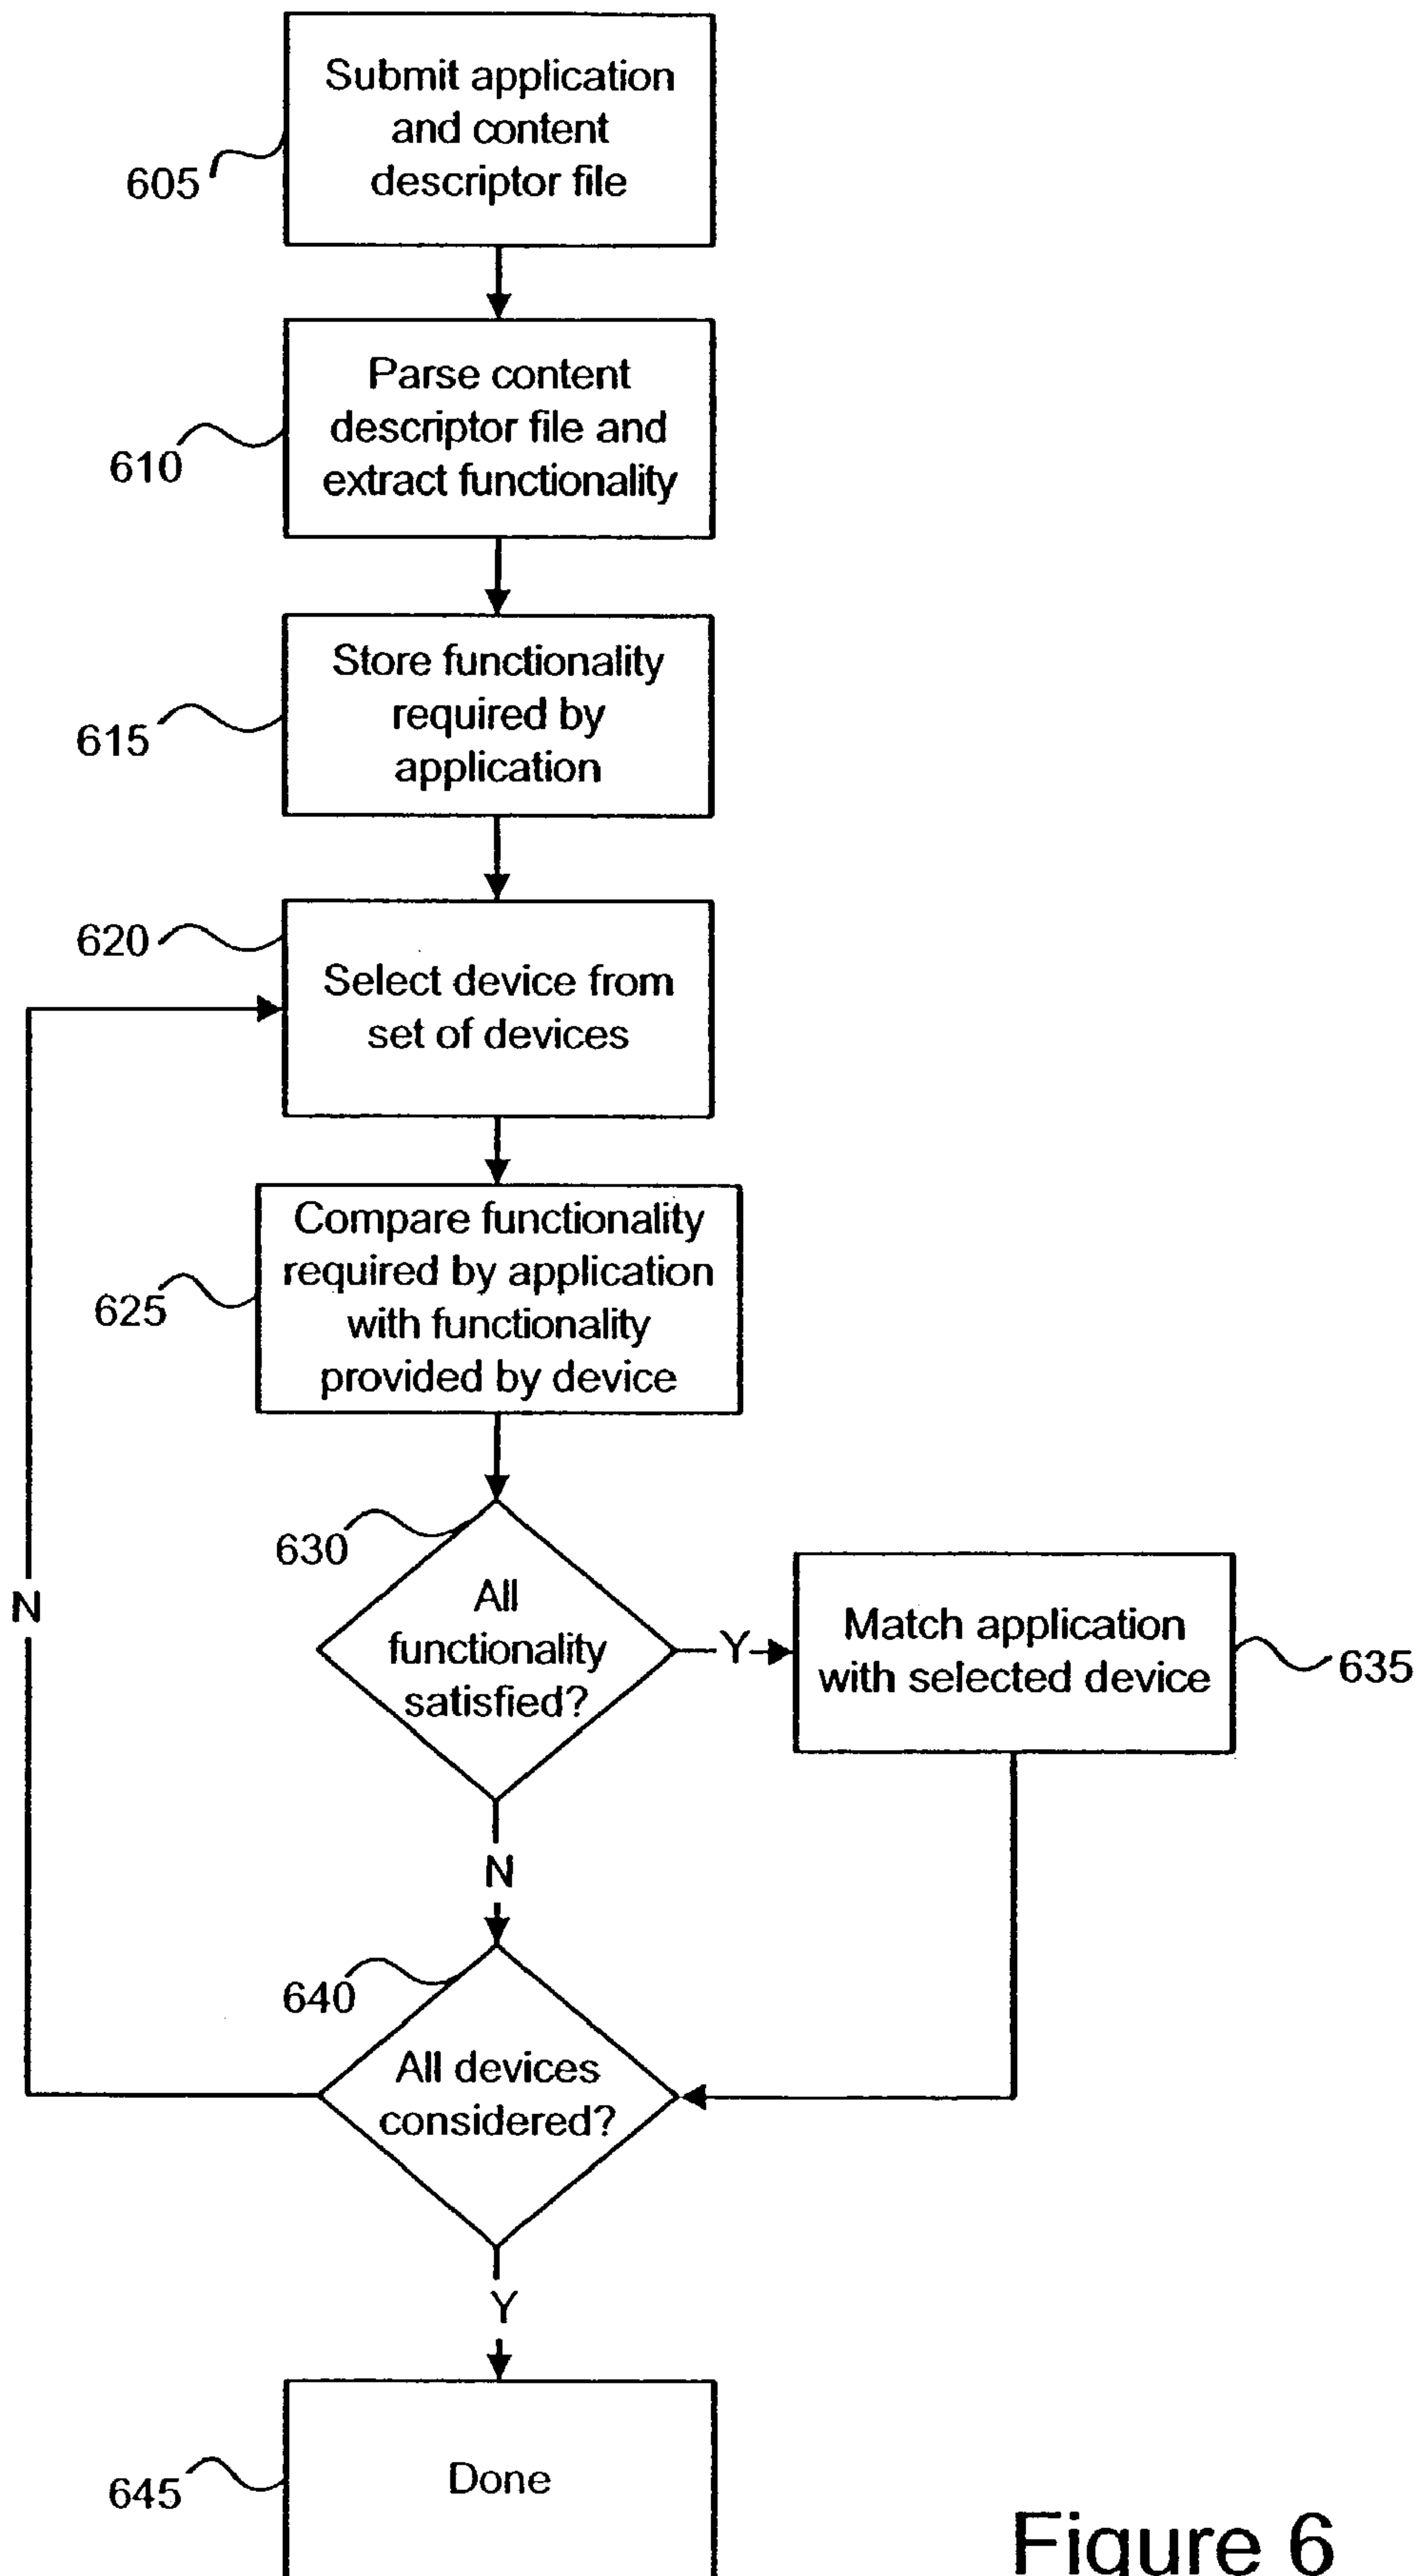 Submit application
and content
descriptor file
605
Parse content
descriptor file and
extract functionality
610
Store functionality
required by
application
615
620
Select device from
set of devices
Compare functionality
required by application
with functionality
provided by device
625
630
All
functionality
satisfied?
Y
Match application
with selected device
635
N
N
640
All devices
considered?
Y
Done
645
Figure 6